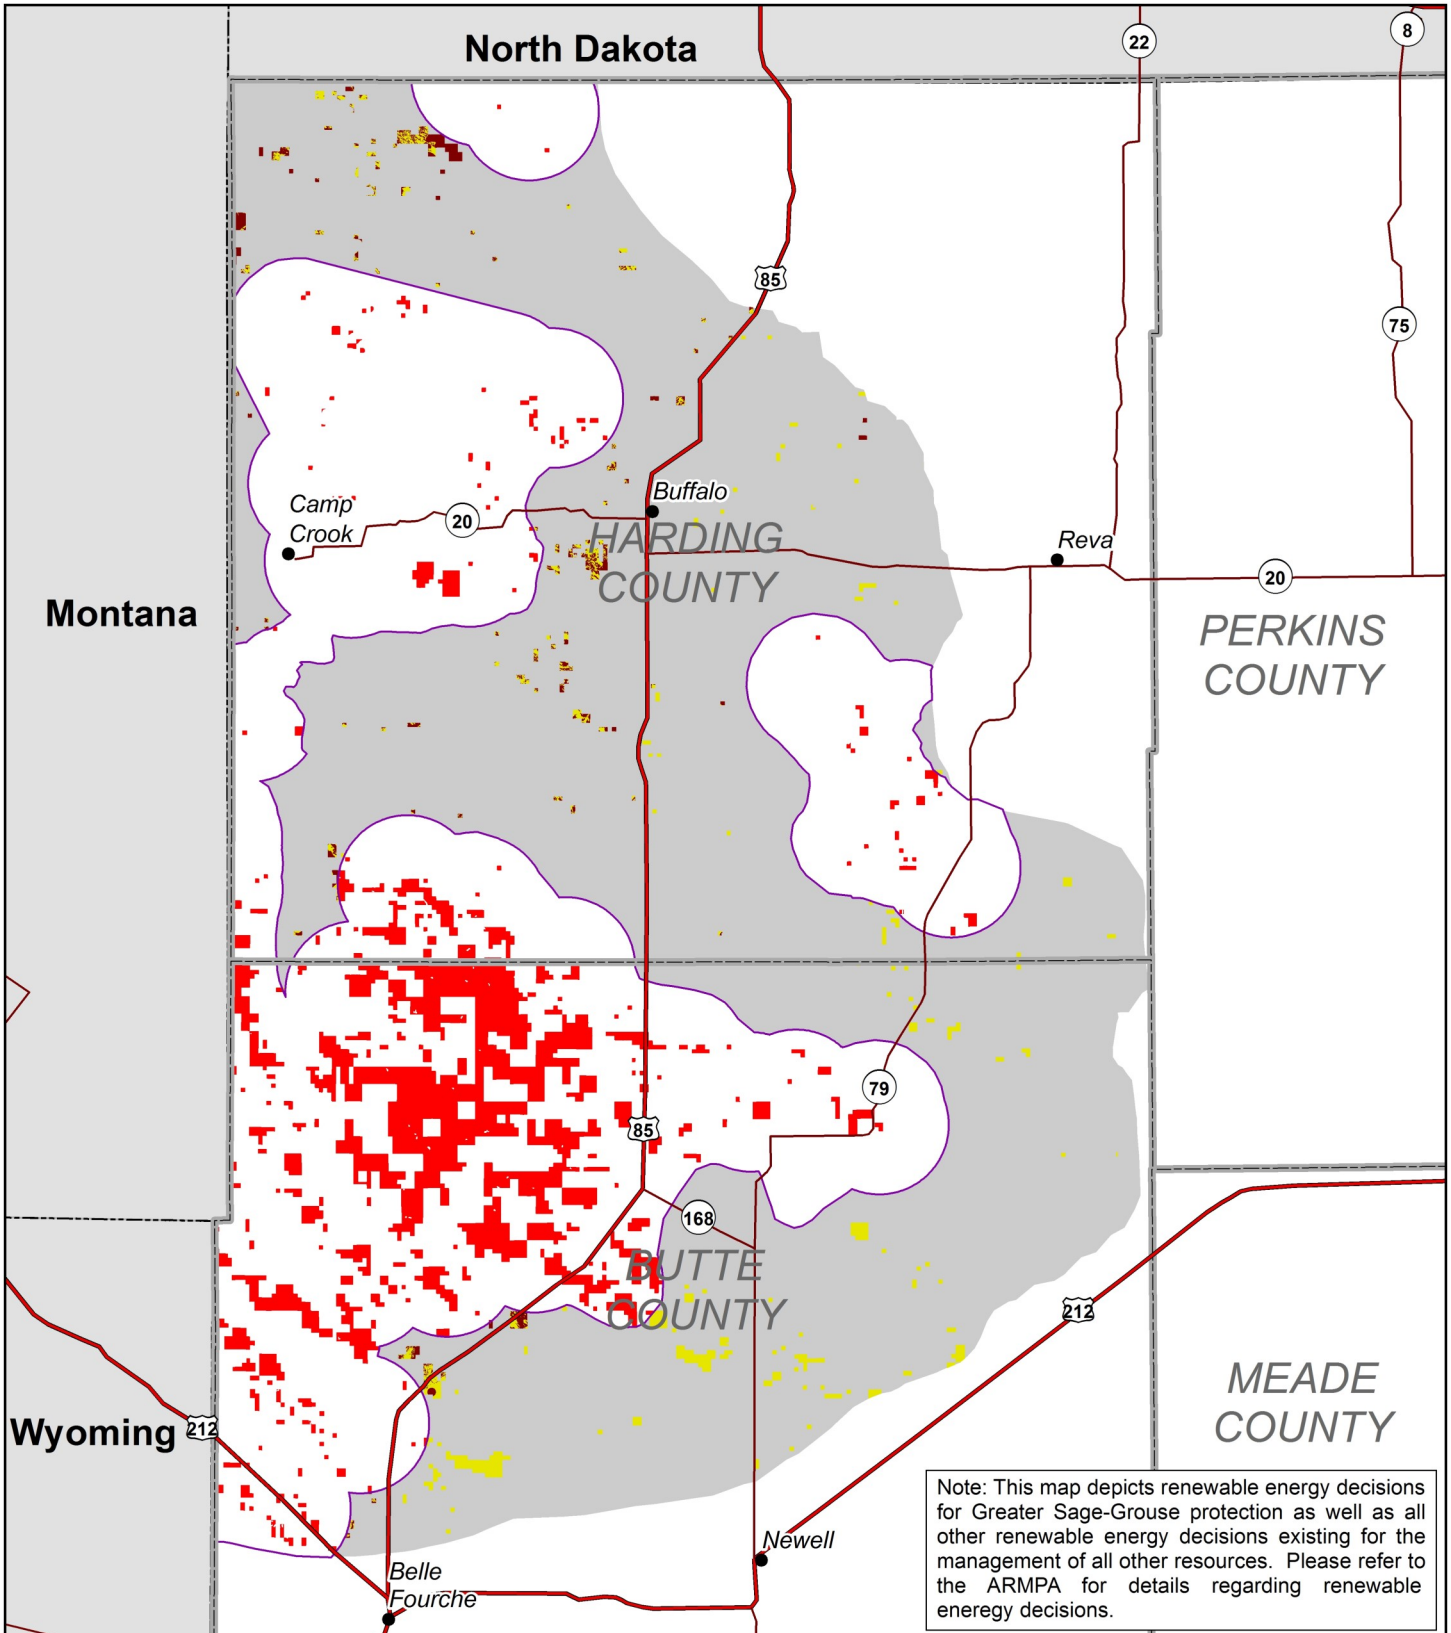 North Dakota
22
8
85
75
Camp
Crook
20
Buffalo
HARDING
COUNTY
Reva
20
Montana
PERKINS
COUNTY
79
85
168
BUTTE
COUNTY
212
MEADE
COUNTY
Wyoming
212
Note: This map depicts renewable energy decisions
for Greater Sage-Grouse protection as well as all
other renewable energy decisions existing for the
management of all other resources. Please refer to
the ARMPA for details regarding renewable
eneregy decisions.
Newell
Belle
Fourche